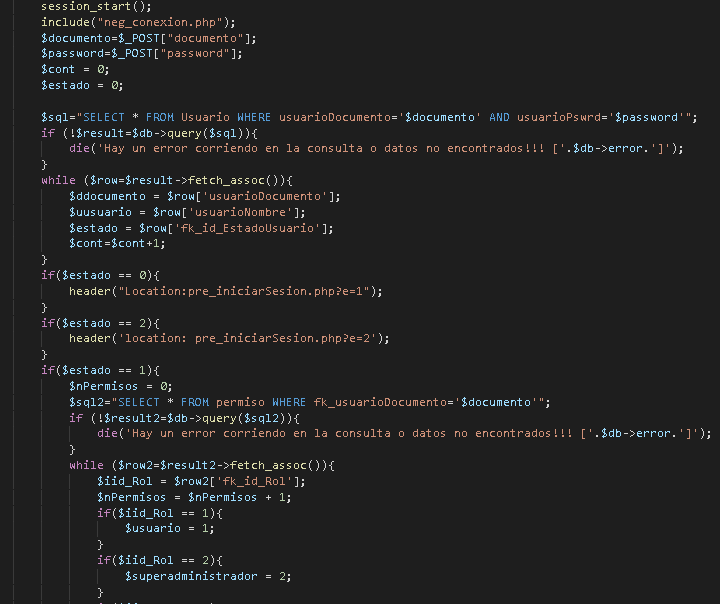 session_start();
include("neg_conexion.php");
$documento=$_POST["documento"];
$password=$_POST["password"];
$cont = 0;
$estado = 0;
$sql="SELECT * FROM Usuario WHERE usuarioDocumento='$documento' AND usuarioPswrd='$password'";
if (!$result=$db->query($sql)){
die('Hay un error corriendo en la consulta o datos no encontrados!!! ['.$db->error.']');
}
while ($row=$result->fetch_assoc()){
$ddocumento = $row['usuarioDocumento'];
$uusuario = $row['usuarioNombre'];
$estado = $row['fk_id_EstadoUsuario'];
$cont=$cont+1;
}
if($estado == 0){
header("Location:pre_iniciarSesion.php?e=1");
}
if($estado == 2){
header('location: pre_iniciarSesion.php?e=2');
}
if($estado == 1){
$nPermisos = 0;
$sql2="SELECT * FROM permiso WHERE fk_usuarioDocumento='$documento'";
if (!$result2=$db->query($sql2)){
die('Hay un error corriendo en la consulta o datos no encontrados!!! ['.$db->error.']');
}
while ($row2=$result2->fetch_assoc()){
$iid_Rol = $row2['fk_id_Rol'];
$nPermisos = $nPermisos + 1;
if($iid_Rol == 1){
$usuario = 1;
}
if($iid_Rol == 2){
$superadministrador = 2;
}